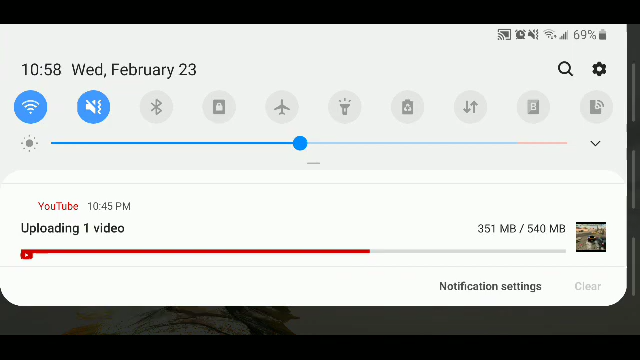 69%
10:58 Wed, February 23
B
YouTube 10:45 PM
Uploading 1 video 351 MB / 540 MB
Notification settings Clear